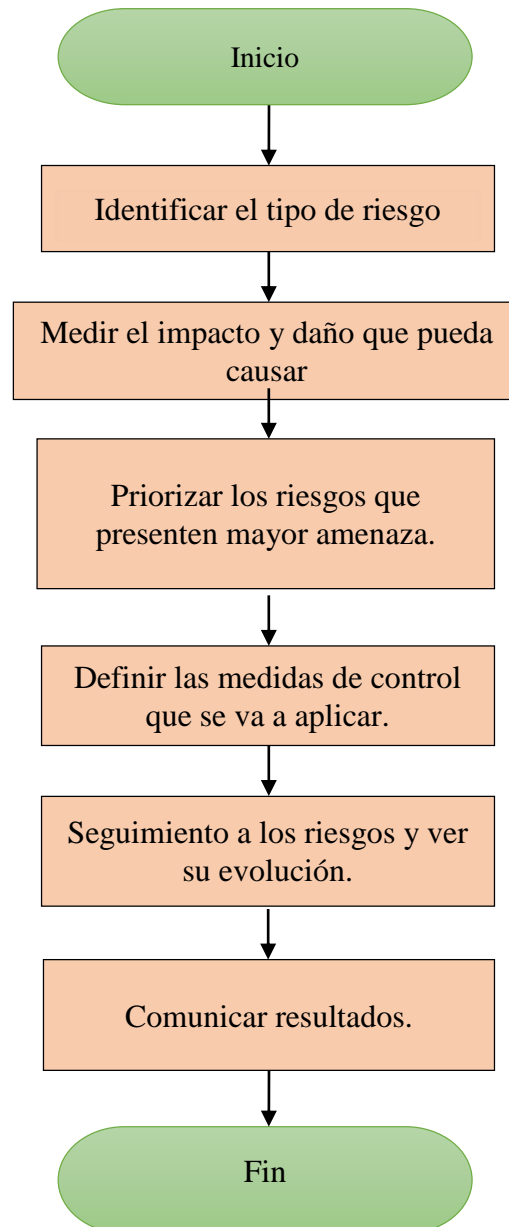 Inicio
Identificar el tipo de riesgo
Medir el impacto y daño que pueda
causar
Priorizar los riesgos que
presenten mayor amenaza.
Definir las medidas de control
que se va a aplicar.
Seguimiento a los riesgos y ver
su evolución.
Comunicar resultados.
Fin